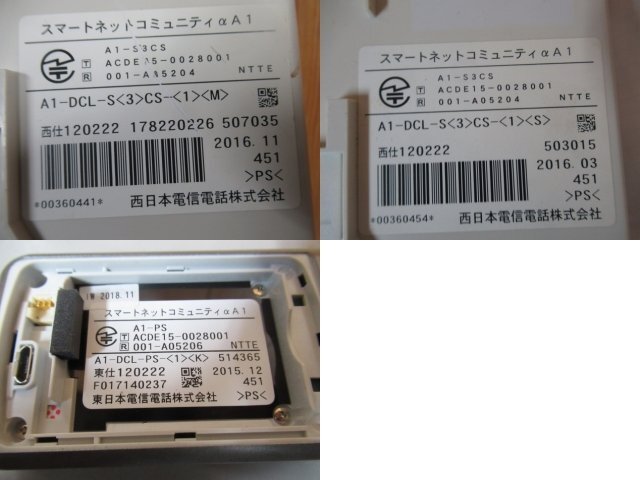 スマートネットコミュニティαA1
A1-S3CS
T ACDE15-0028001
R 001-A05204 NTTE
A1-DCL-S<3>CS-<1><M>
西仕120222 178220226 507035
2016.11
451
>PS<
*00360441* 西日本電信電話株式会社
スマートネットコミュニティαA1
A1-S3CS
T ACDE15-0028001
R 001-A05204 NTTE
A1-DCL-S<3>CS-<1><S>
西仕120222 503015
2016.03
451
>PS<
*00360454* 西日本電信電話株式会社
2018.11
スマートネットコミュニティαA1
A1-PS
T ACDE15-0028001
R 001-A05206 NTTE
A1-DCL-PS-<1><K> 514365
東仕120222 2015.12
F017140237 451
東日本電信電話株式会社 >PS<